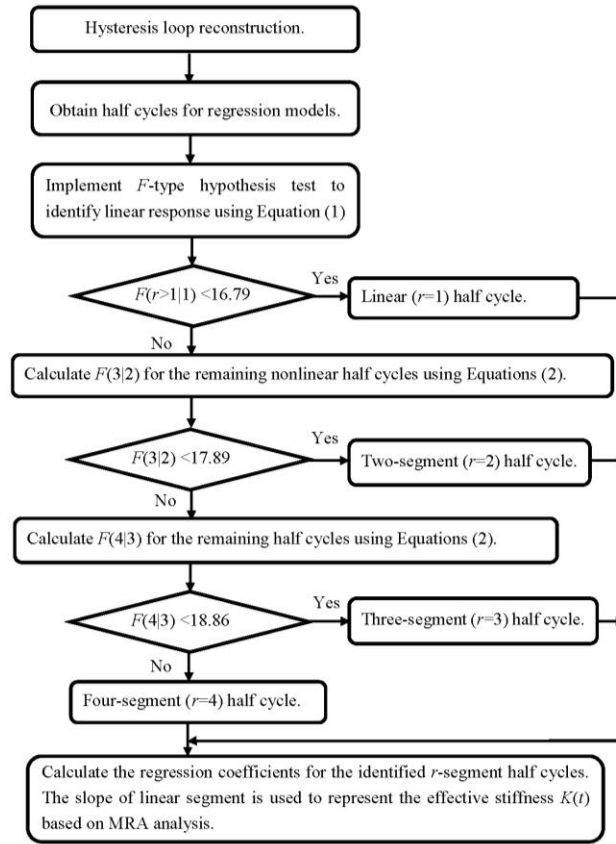 Hysteresis loop reconstruction.
Obtain half cycles for regression models.
Implement F-type hypothesis test to
identify linear response using Equation (1)
F(r>1|1) <16.79
Yes
Linear (r=1) half cycle.
No
Calculate F(3|2) for the remaining nonlinear half cycles using Equations (2).
F(3|2) <17.89
Yes
Two-segment (r=2) half cycle.
No
Calculate F(4|3) for the remaining half cycles using Equations (2).
F(4|3) <18.86
Yes
Three-segment (r=3) half cycle.
No
Four-segment (r=4) half cycle.
Calculate the regression coefficients for the identified r-segment half cycles.
The slope of linear segment is used to represent the effective stiffness K(t)
based on MRA analysis.